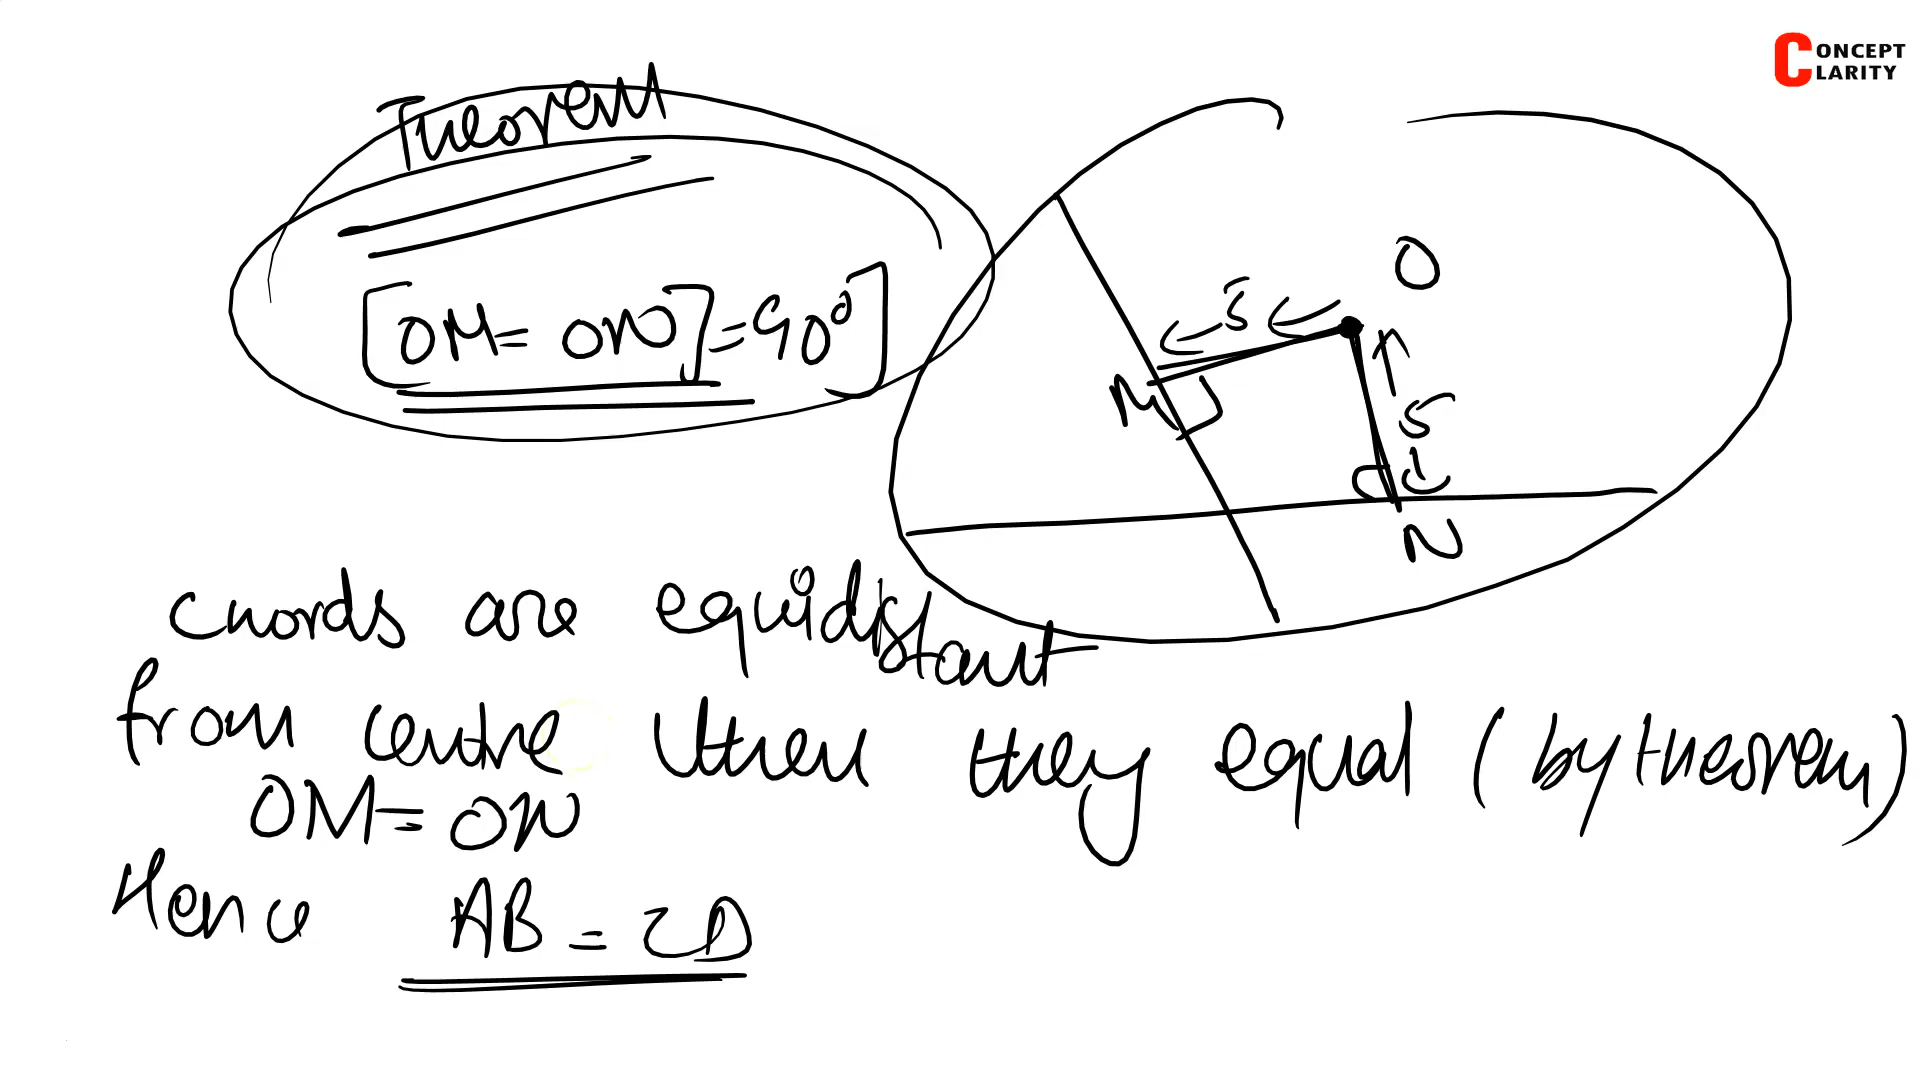 CONCEPT
CLARITY
Theorem
[OM = ON] = 90°]
O
5
M
5
N
chords are equidistant
from centre then they equal (by theorem)
OM = ON
Hence AB = CD